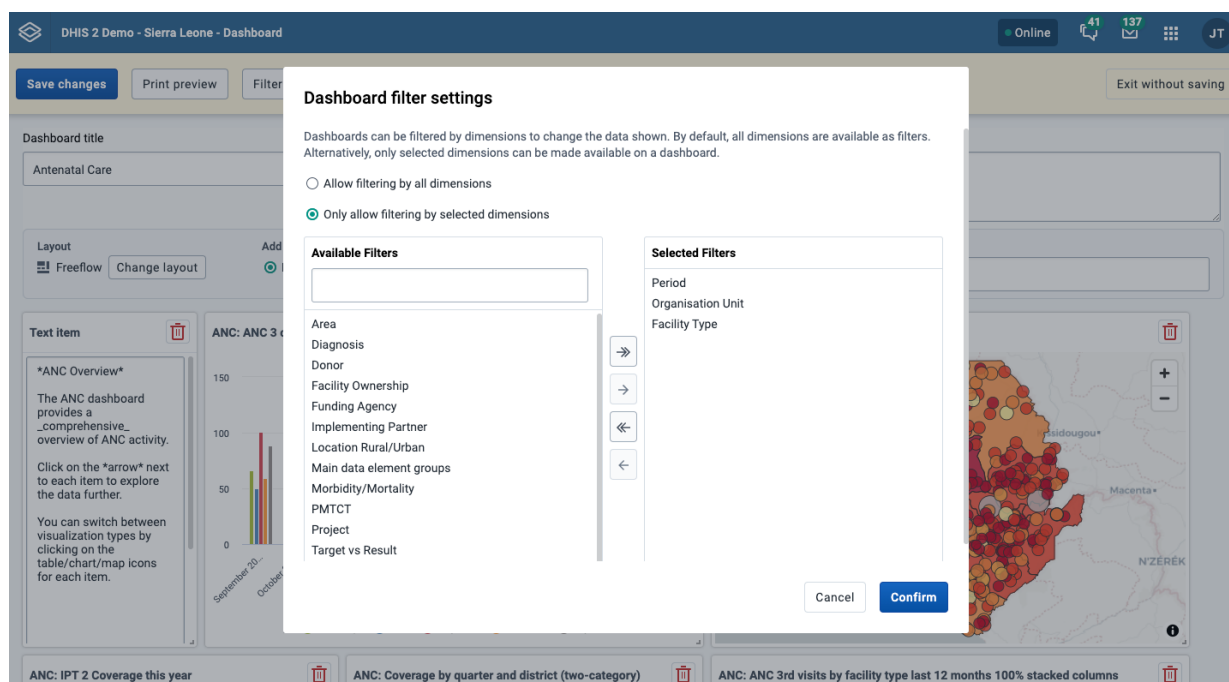 DHIS 2 Demo - Sierra Leone - Dashboard
Online
41
137
JT
Save changes
Print preview
Filter
Exit without saving
Dashboard filter settings
Dashboards can be filtered by dimensions to change the data shown. By default, all dimensions are available as filters.
Alternatively, only selected dimensions can be made available on a dashboard.
Allow filtering by all dimensions
Only allow filtering by selected dimensions
Available Filters
Area
Diagnosis
Donor
Facility Ownership
Funding Agency
Implementing Partner
Location Rural/Urban
Main data element groups
Morbidity/Mortality
PMTCT
Project
Target vs Result
Selected Filters
Period
Organisation Unit
Facility Type
Cancel
Confirm
Dashboard title
Antenatal Care
Layout
Freeflow
Change layout
Add
Text item
*ANC Overview*
The ANC dashboard
provides a
_comprehensive_
overview of ANC activity.
Click on the *arrow* next
to each item to explore
the data further.
You can switch between
visualization types by
clicking on the
table/chart/map icons
for each item.
ANC: ANC 3
150
100
50
0
September 20...
October
Macenta
N'ZÉRÉK
ANC: IPT 2 Coverage this year
ANC: Coverage by quarter and district (two-category)
ANC: ANC 3rd visits by facility type last 12 months 100% stacked columns